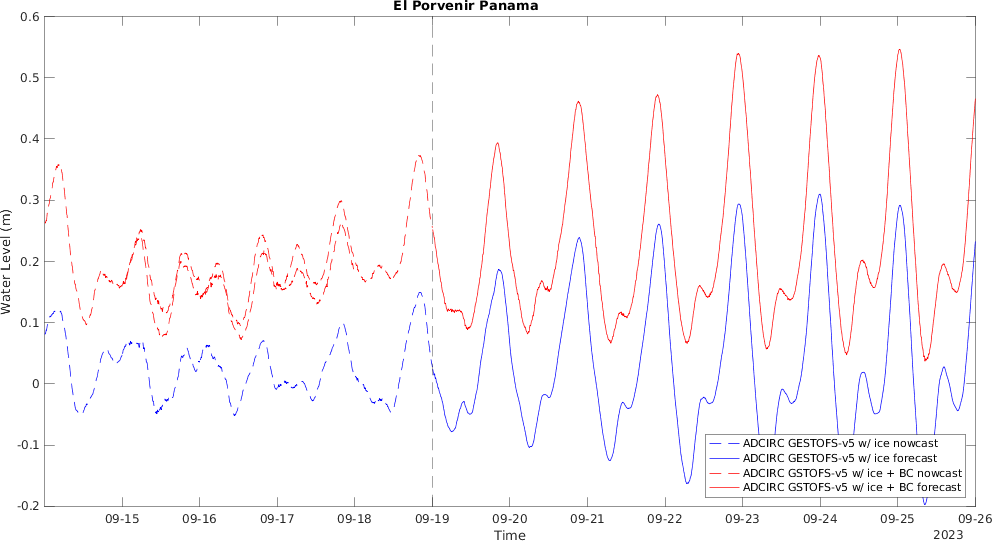 El Porvenir Panama
0.6
0.5
0.4
0.3
0.2
0.1
0
-0.1
-0.2
Water Level (m)
ADCIRC GESTOFS-v5 w/ ice nowcast
ADCIRC GESTOFS-v5 w/ ice forecast
ADCIRC GSTOFS-v5 w/ ice + BC nowcast
ADCIRC GSTOFS-v5 w/ ice + BC forecast
09-15 09-16 09-17 09-18 09-19 09-20 09-21 09-22 09-23 09-24 09-25 09-26
Time
2023